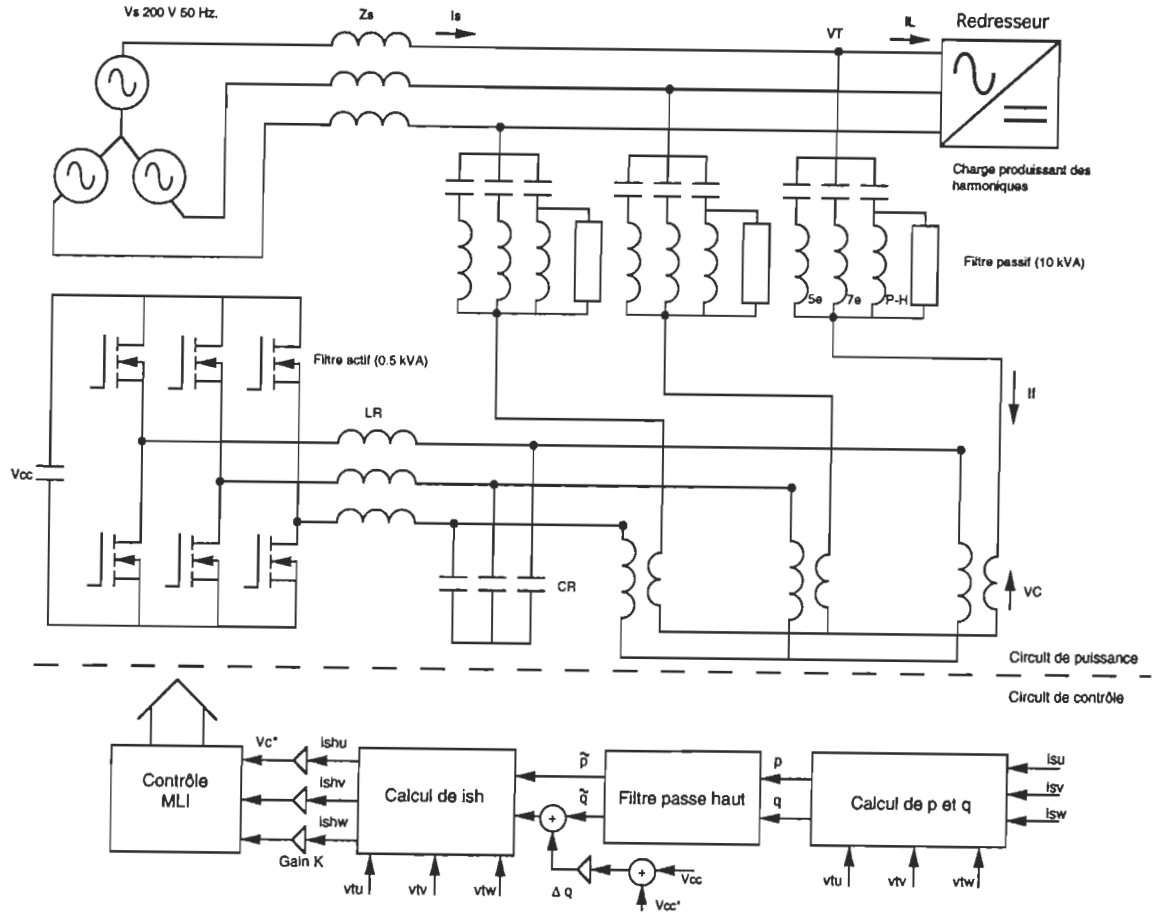 Vs 200 V 50 Hz.
Zs
Is
VT
IL
Redresseur
Charge produisant des
harmoniques
Filtre passif (10 kVA)
5e
7e
P-H
Filtre actif (0.5 kVA)
If
LR
Vcc
CR
VC
Circuit de puissance
Circuit de contrôle
Vc*
ishu
ishv
ishw
Gain K
Contrôle
MLI
Calcul de ish
p̃
q̃
Filtre passe haut
p
q
Calcul de p et q
isu
isv
isw
+
+
Δ q
Vcc
Vcc*
vtu
vtv
vtw
vtu
vtv
vtw